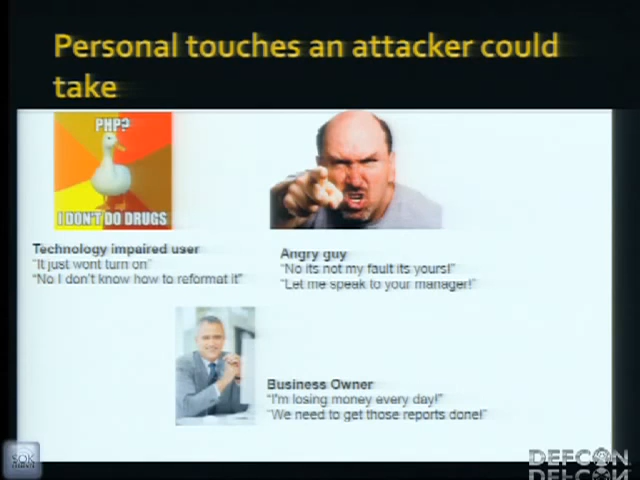 Personal touches an attacker could
take
PHP?
I DON'T DO DRUGS
Technology impaired user
"It just wont turn on"
"No I don't know how to reformat it"
Angry guy
"No its not my fault its yours!"
"Let me speak to your manager!"
Business Owner
"I'm losing money every day!"
"We need to get those reports done!"
DEFCON